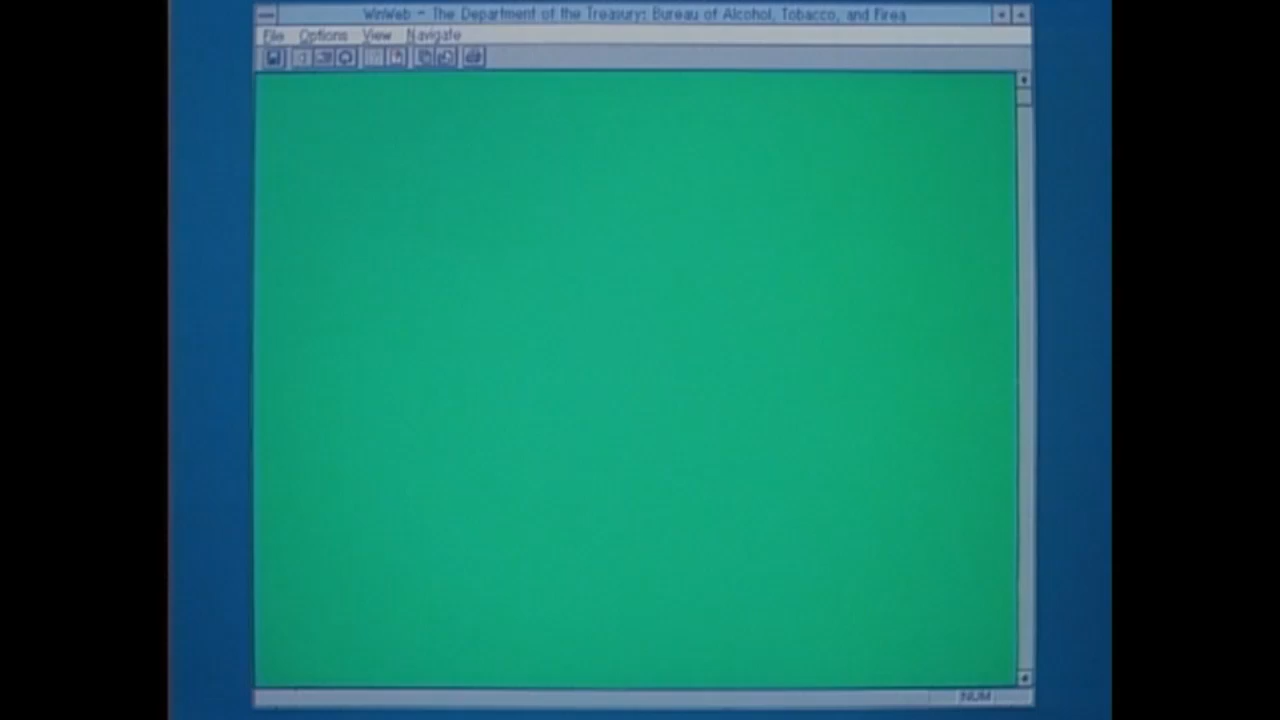 WinWeb - The Department of the Treasury: Bureau of Alcohol, Tobacco, and Firea
File Options View Navigate
NUM